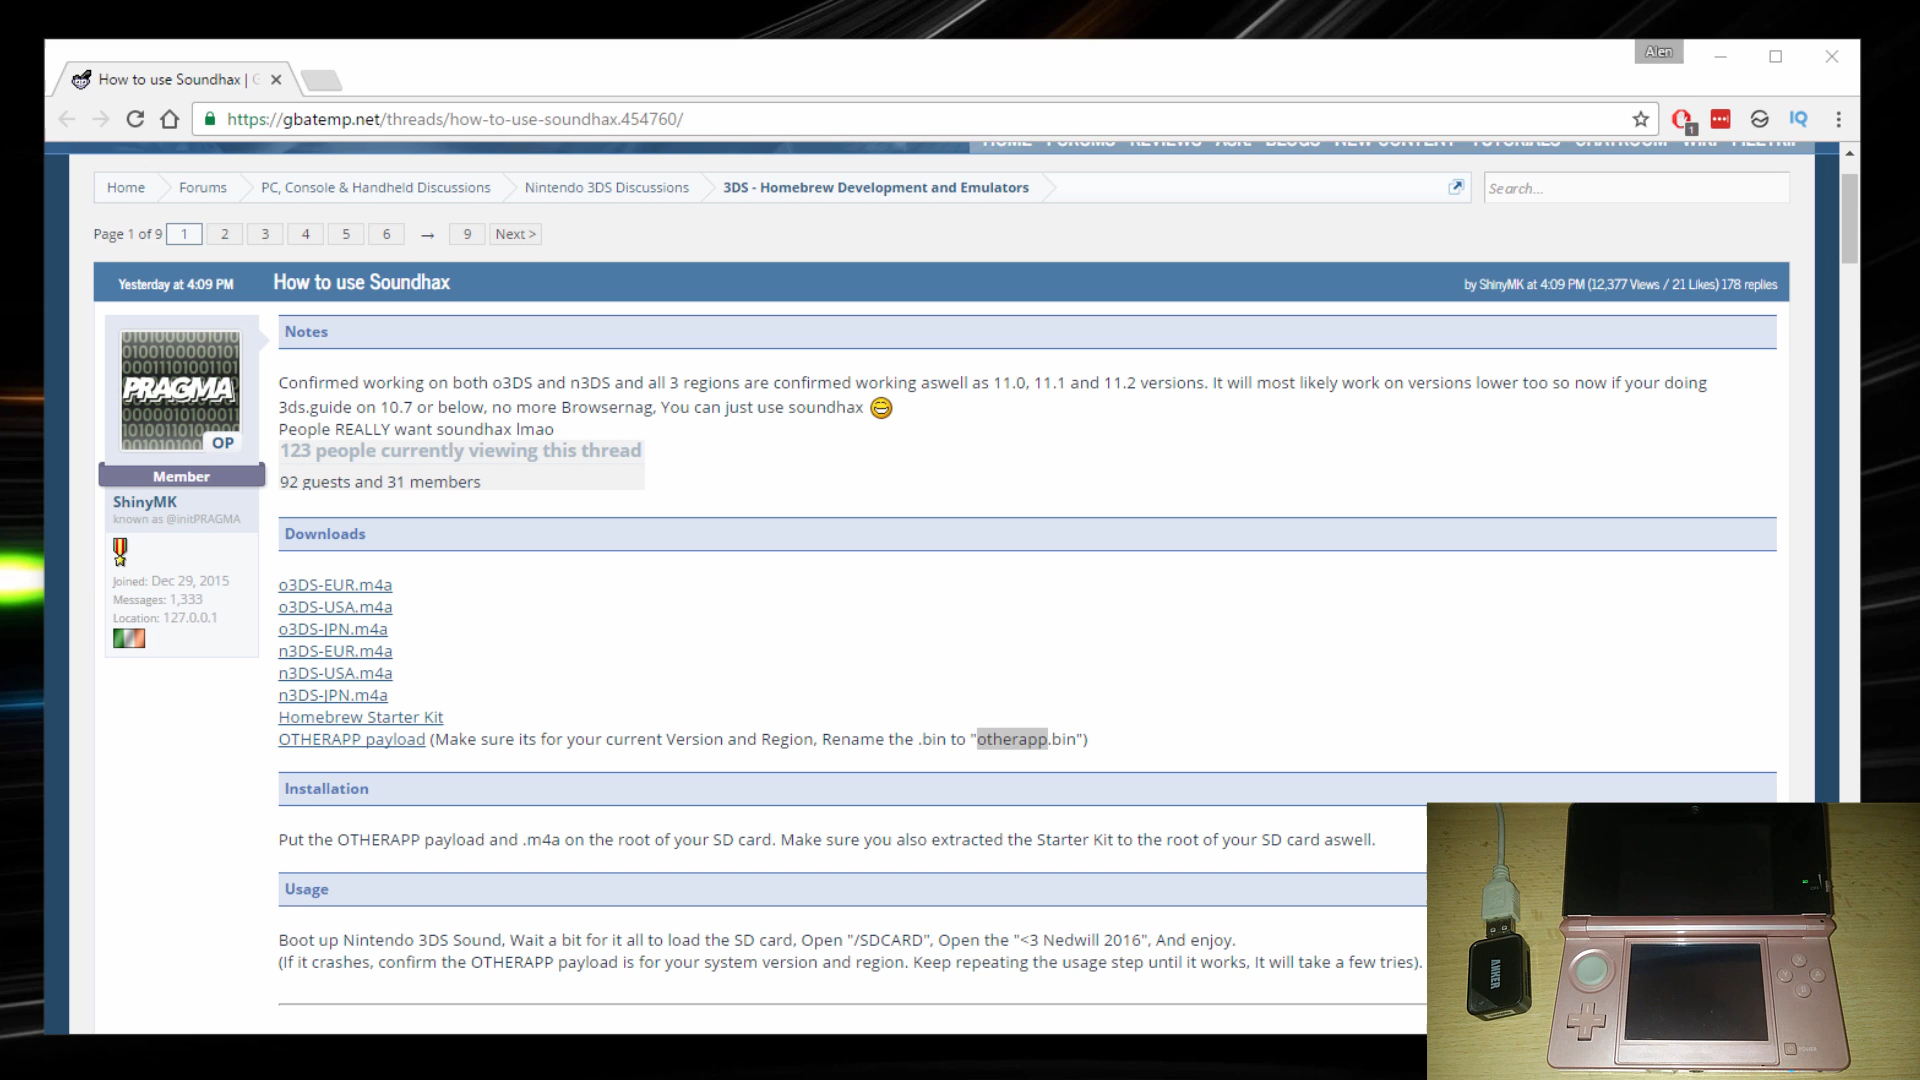 Alen
How to use Soundhax | G
https://gbatemp.net/threads/how-to-use-soundhax.454760/
1
IQ
HOME FORUMS REVIEWS ASK BLOGS NEW CONTENT TUTORIALS CHATROOM WIKI FILETRIP
Home Forums PC, Console & Handheld Discussions Nintendo 3DS Discussions 3DS - Homebrew Development and Emulators
Search...
Page 1 of 9 1 2 3 4 5 6 → 9 Next >
Yesterday at 4:09 PM How to use Soundhax by ShinyMK at 4:09 PM (12,377 Views / 21 Likes) 178 replies
PRAGMA
OP
Member
ShinyMK
known as @initPRAGMA
Joined: Dec 29, 2015
Messages: 1,333
Location: 127.0.0.1
Notes
Confirmed working on both o3DS and n3DS and all 3 regions are confirmed working aswell as 11.0, 11.1 and 11.2 versions. It will most likely work on versions lower too so now if your doing
3ds.guide on 10.7 or below, no more Browsernag, You can just use soundhax
People REALLY want soundhax lmao
123 people currently viewing this thread
92 guests and 31 members
Downloads
o3DS-EUR.m4a
o3DS-USA.m4a
o3DS-JPN.m4a
n3DS-EUR.m4a
n3DS-USA.m4a
n3DS-JPN.m4a
Homebrew Starter Kit
OTHERAPP payload (Make sure its for your current Version and Region, Rename the .bin to "otherapp.bin")
Installation
Put the OTHERAPP payload and .m4a on the root of your SD card. Make sure you also extracted the Starter Kit to the root of your SD card aswell.
Usage
Boot up Nintendo 3DS Sound, Wait a bit for it all to load the SD card, Open "/SDCARD", Open the "<3 Nedwill 2016", And enjoy.
(If it crashes, confirm the OTHERAPP payload is for your system version and region. Keep repeating the usage step until it works, It will take a few tries).
ANKER
X
Y
A
B
POWER